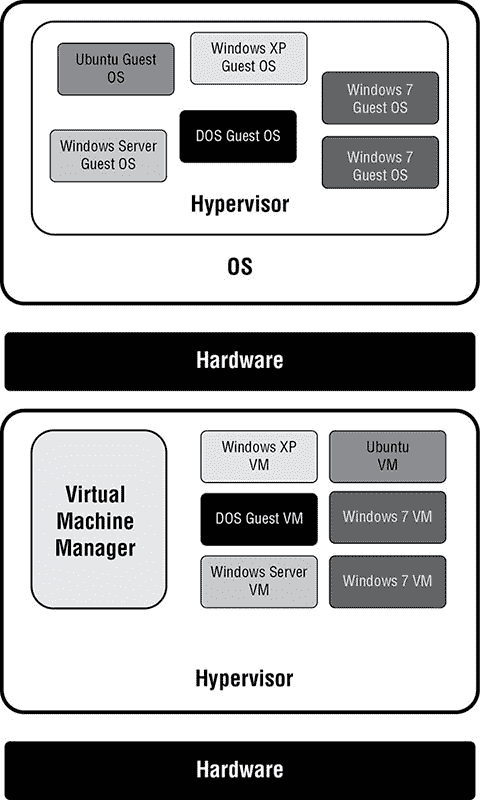 Ubuntu Guest
OS
Windows XP
Guest OS
Windows 7
Guest OS
Windows Server
Guest OS
DOS Guest OS
Windows 7
Guest OS
Hypervisor
OS
Hardware
Virtual
Machine
Manager
Windows XP
VM
Ubuntu
VM
DOS Guest VM
Windows 7 VM
Windows Server
VM
Windows 7 VM
Hypervisor
Hardware